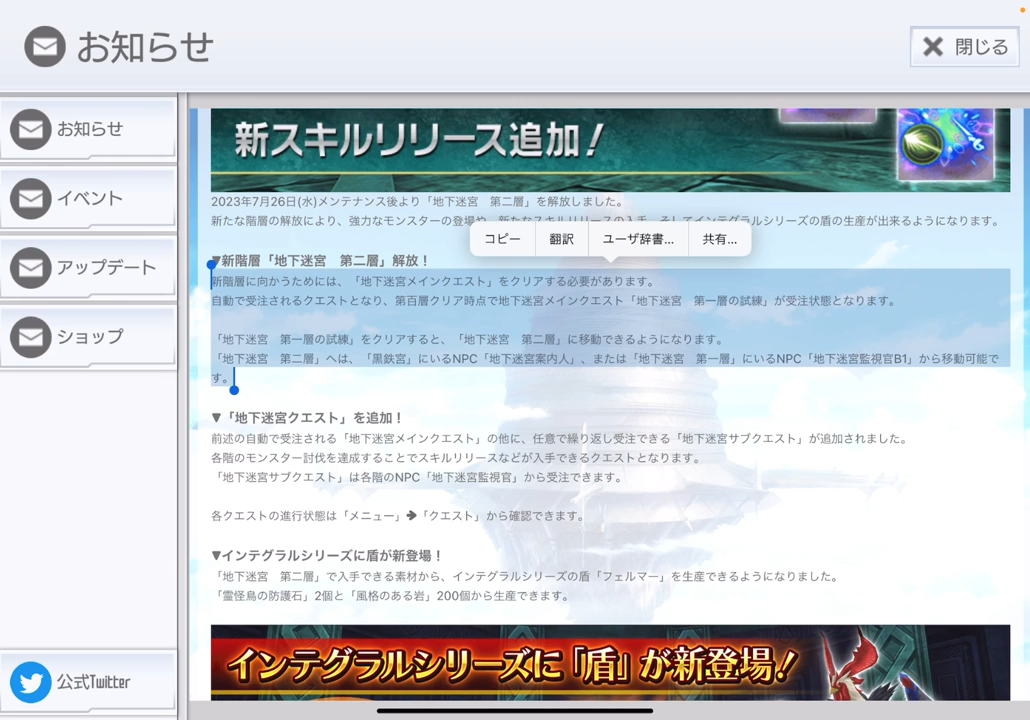 お知らせ
閉じる
お知らせ
イベント
アップデート
ショップ
公式Twitter
新スキルリリース追加！
2023年7月26日(水)メンテナンス後より「地下迷宮　第二層」を解放しました。
新たな階層の解放により、強力なモンスターの登場や、新たなスキルリリースの入手、そしてインテグラルシリーズの盾の生産が出来るようになります。
コピー
翻訳
ユーザ辞書...
共有...
▼新階層「地下迷宮　第二層」解放！
新階層に向かうためには、「地下迷宮メインクエスト」をクリアする必要があります。
自動で受注されるクエストとなり、第百層クリア時点で地下迷宮メインクエスト「地下迷宮　第一層の試練」が受注状態となります。
「地下迷宮　第一層の試練」をクリアすると、「地下迷宮　第二層」に移動できるようになります。
「地下迷宮　第二層」へは、「黒鉄宮」にいるNPC「地下迷宮案内人」、または「地下迷宮　第一層」にいるNPC「地下迷宮監視官B1」から移動可能で
す。
▼「地下迷宮クエスト」を追加！
前述の自動で受注される「地下迷宮メインクエスト」の他に、任意で繰り返し受注できる「地下迷宮サブクエスト」が追加されました。
各階のモンスター討伐を達成することでスキルリリースなどが入手できるクエストとなります。
「地下迷宮サブクエスト」は各階のNPC「地下迷宮監視官」から受注できます。
各クエストの進行状態は「メニュー」→「クエスト」から確認できます。
▼インテグラルシリーズに盾が新登場！
「地下迷宮　第二層」で入手できる素材から、インテグラルシリーズの盾「フェルマー」を生産できるようになりました。
「霊怪鳥の防護石」2個と「風格のある岩」200個から生産できます。
インテグラルシリーズに「盾」が新登場！